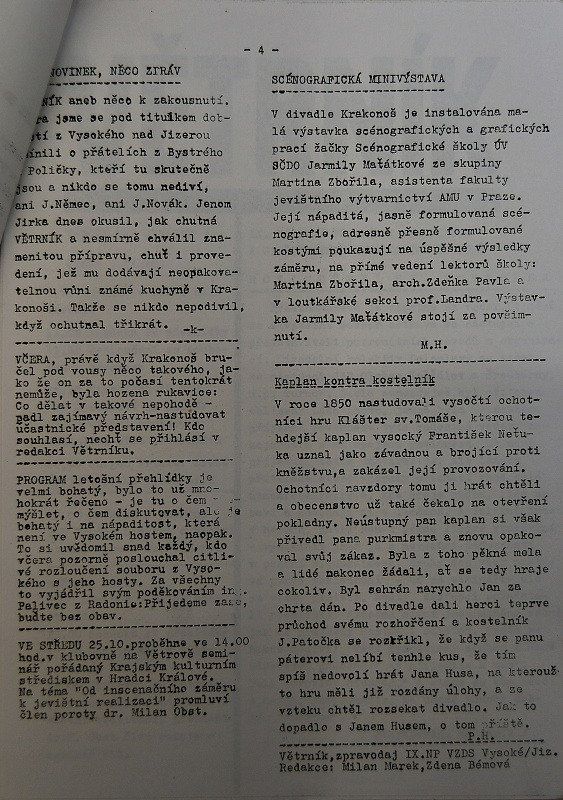 - 4 -
NOVINEK, NĚCO ZPRÁV
NÍK aneb něco k zakousnutí.
jsme se pod titulkem dot-
z Vysokého nad Jizerou
nili o přátelích z Bystrého
Poličky, kteří tu skutečně
jsou a nikdo se tomu nediví,
ani J.Němec, ani J.Novák. Jenom
Jirka dnes okusil, jak chutná
VĚTRNÍK a nesmírně chválil zna-
menitou přípravu, chuť i prove-
dení, jež mu dodávají neopakova-
telnou vůni známé kuchyně v Kra-
konoši. Takže se nikdo nepodivil,
když ochutnal třikrát. -k-
VČERA, právě když Krakonoš bru-
čel pod vousy něco takového, ja-
ko že on za to počasí tentokrát
nemůže, byla hozena rukavice:
Co dělat v takové nepohodě -
padl zajímavý návrh-nastudovat
účastnické představení! Kdo
souhlasí, nechť se přihlásí v
redakci Větrníku.
PROGRAM letošní přehlídky je
velmi bohatý, bylo to už mno-
hokrát řečeno - je tu o čem
mýšlet, o čem diskutovat, ale je
bohatý i na nápaditost, která
není ve Vysokém hostem, naopak.
To si uvědomil snad každý, kdo
včera pozorně poslouchal citli-
vé rozloučení souboru z Vyso-
kého s jeho hosty. Za všechny
to vyjádřil svým poděkováním
Palivec z Radonic:Přijedeme zase,
buďte bez obav.
VE STŘEDU 25.10.proběhne ve 14.00
hod.v klubovně na Větrově semi-
nář pořádaný Krajským kulturním
střediskem v Hradci Králové.
Na téma "Od inscenačního záměru
k jevištní realizaci" promluví
člen poroty dr. Milan Obst.
SCÉNOGRAFICKÁ MINIVÝSTAVA
V divadle Krakonoš je instalována ma-
lá výstavka scénografických a grafických
prací žačky Scénografické školy ÚV
SČDO Jarmily Maťátkové ze skupiny
Martina Zbořila, asistenta fakulty
jevištního výtvarnictví AMU v Praze.
Její nápaditá, jasně formulovaná scé-
nografie, adresně přesně formulované
kostými poukazují na úspěšné výsledky
záměru, na přímé vedení lektorů školy:
Martina Zbořila, arch.Zdeňka Pavla a
v loutkářské sekci prof.Landra. Výstav-
ka Jarmily Maťátkové stojí za povšim-
nutí.
M.H.
Kaplan kontra kostelník
V roce 1850 nastudovali vysočtí ochot-
níci hru Klášter sv.Tomáše, kterou te-
hdejší kaplan vysocký František Netu-
ka uznal jako závadnou a brojící proti
kněžstvu,a zakázel její provozování.
Ochotníci navzdory tomu ji hrát chtěli
a obecenstvo už také čekalo na otevření
pokladny. Neústupný pan kaplan si však
přivedl pana purkmistra a znovu opako-
val svůj zákaz. Byla z toho pěkná mela
a lidé nakonec žádali, ať se tedy hraje
cokoliv. Byl sehrán narychlo Jan za
chrta dán. Po divadle dali herci teprve
průchod svému rozhořčení a kostelník
J.Patočka se rozkřikl, že když se panu
páterovi nelíbí tenhle kus, že tím
spíš nedovolí hrát Jana Husa, na kterouž-
to hru měli již rozdány úlohy, a ze
vzteku chtěl rozsekat divadlo. Jak to
dopadlo s Janem Husem, o tom příště.
P.H.
Větrník,zpravodaj IX.NP VZDS Vysoké/Jiz.
Redakce: Milan Marek,Zdena Bémová